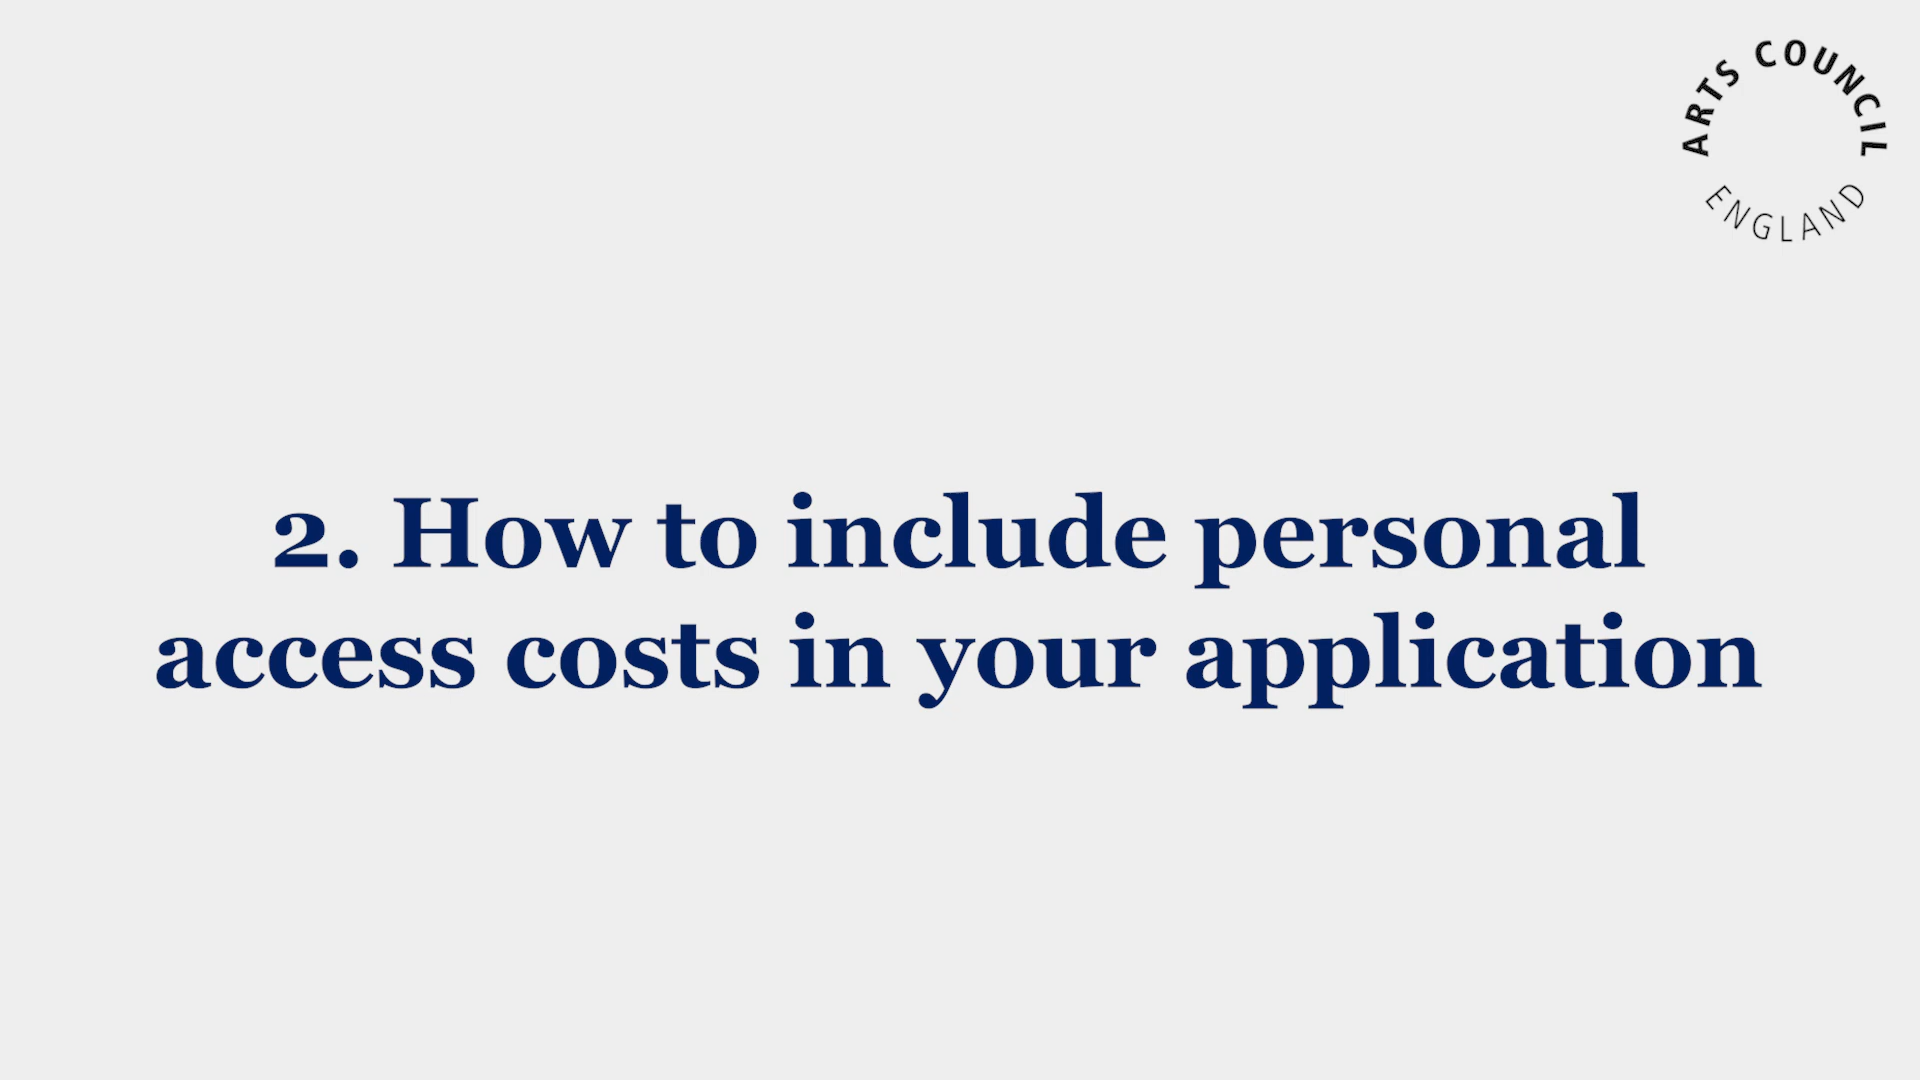 ARTS COUNCIL
ENGLAND
2. How to include personal
access costs in your application